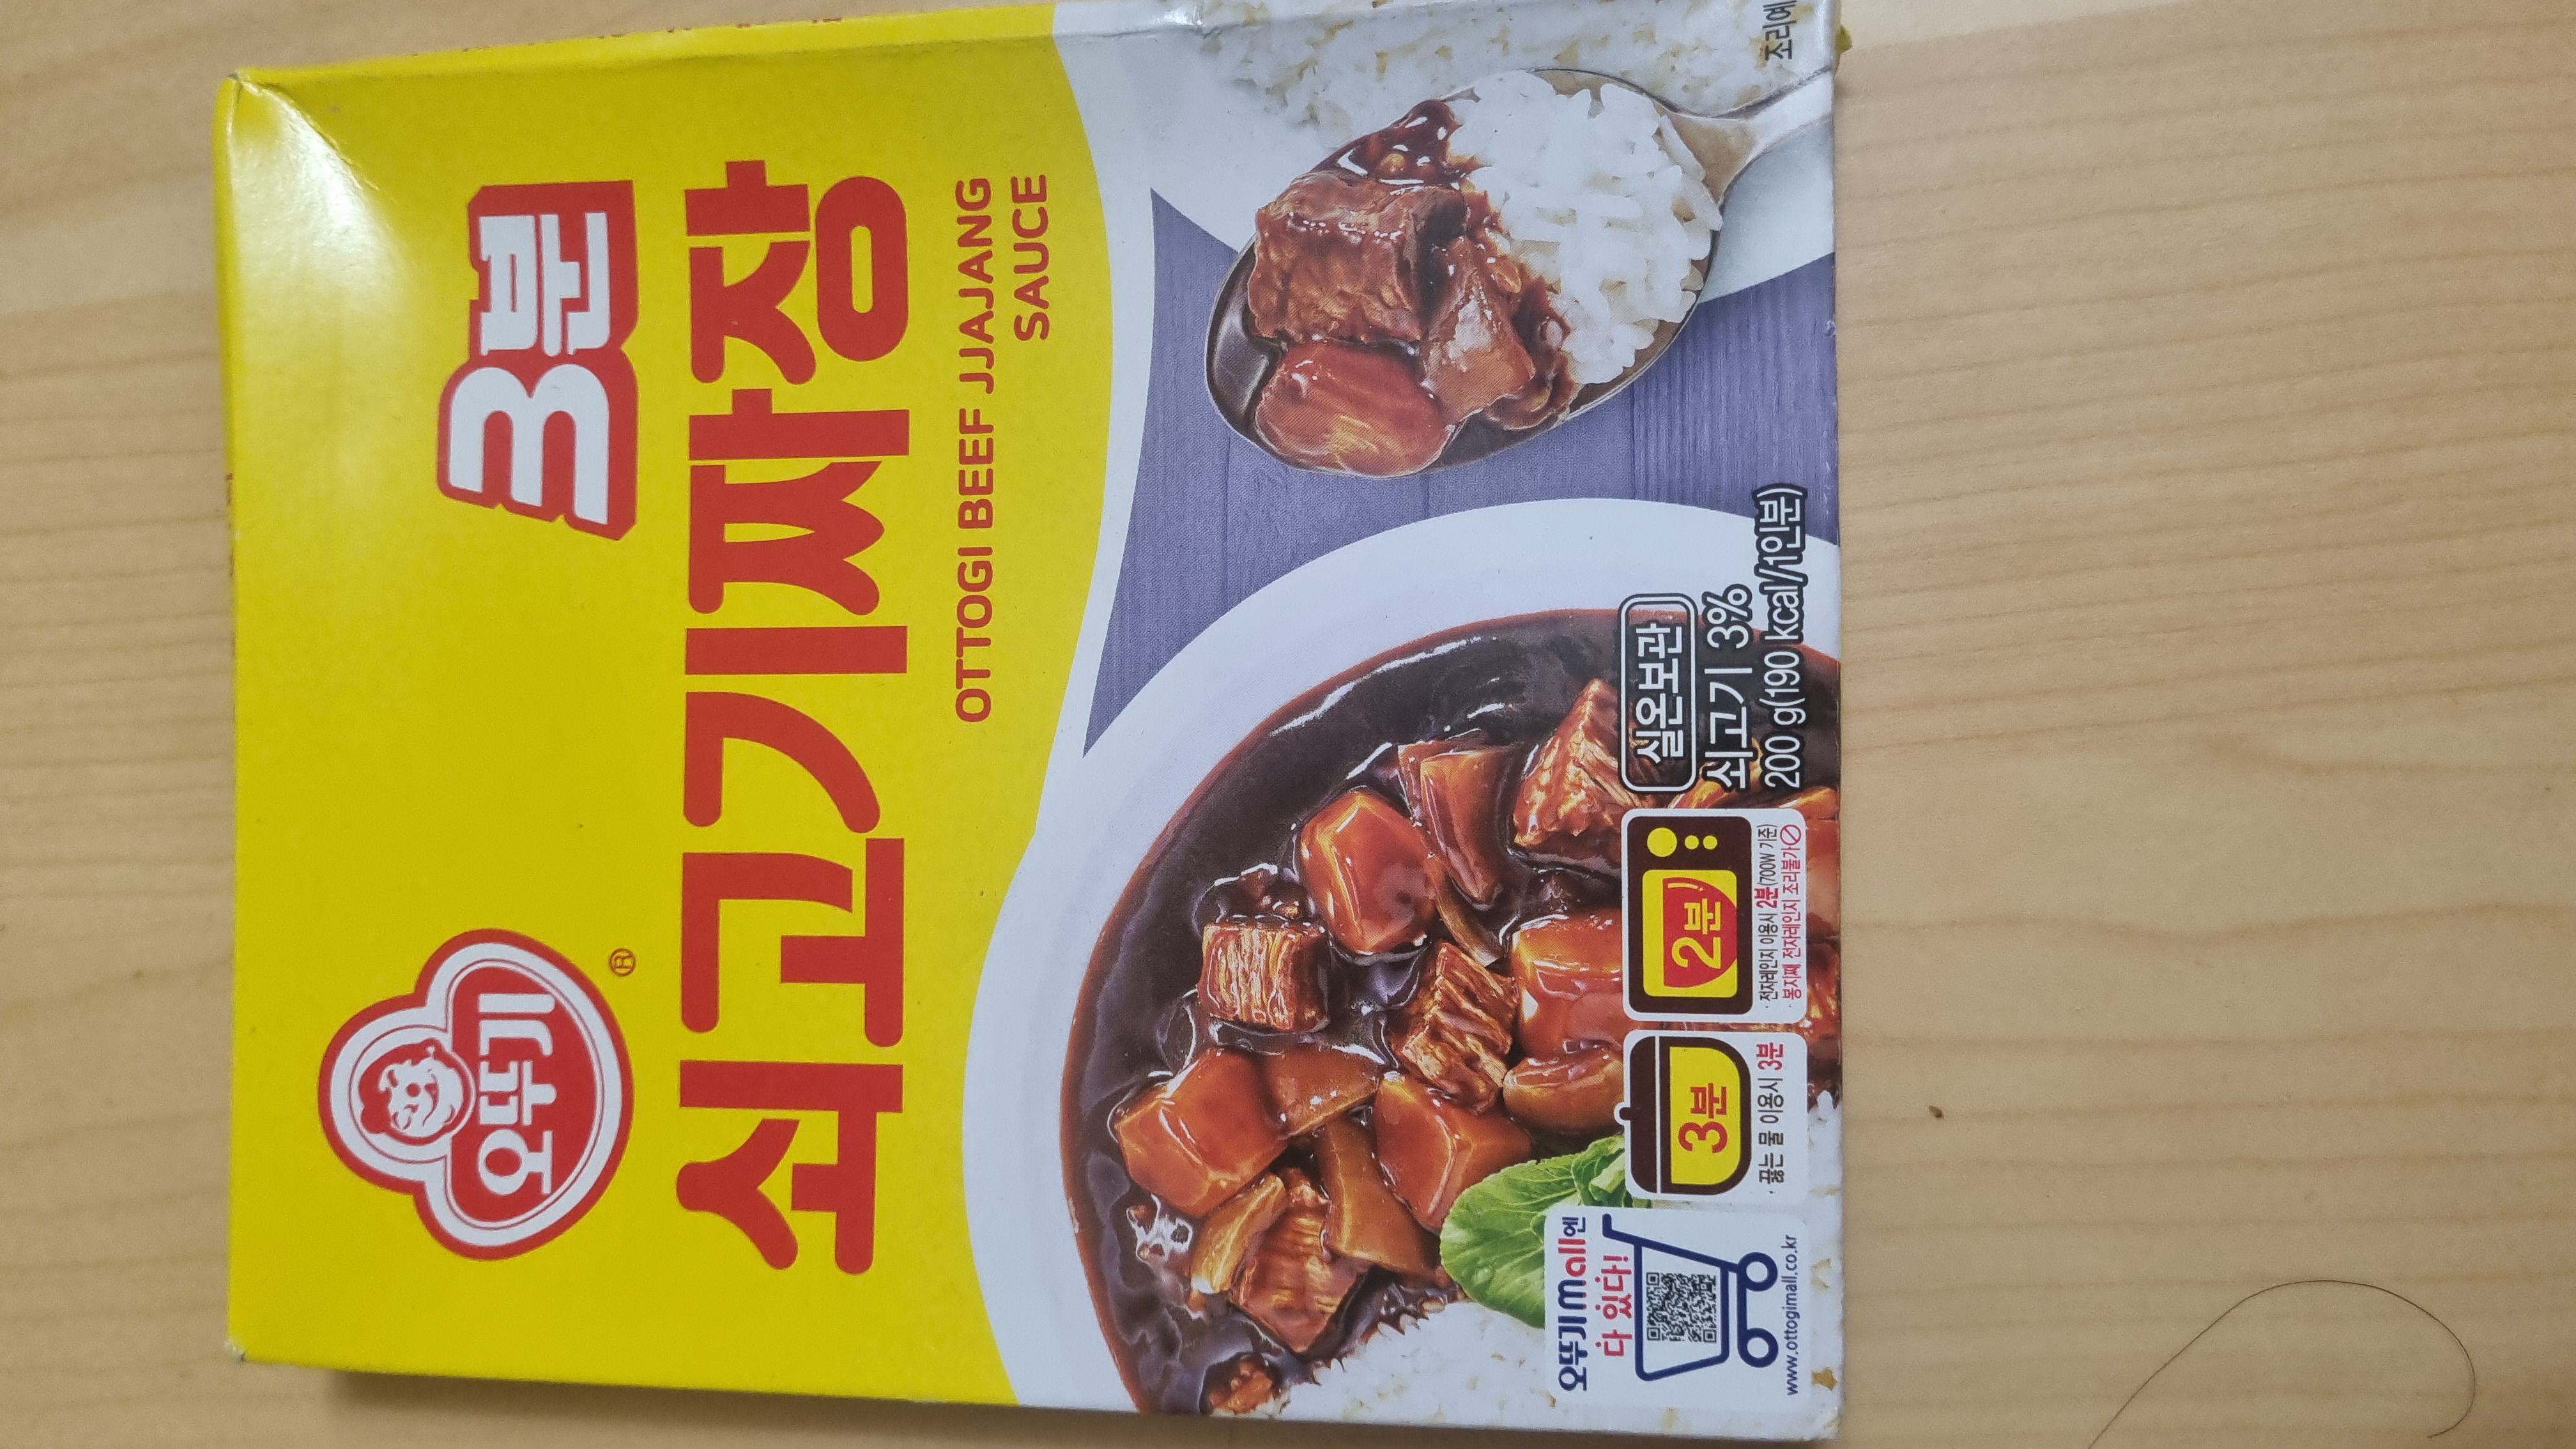 오뚜기
®
3분
쇠고기짜장
OTTOGI BEEF JJAJANG
SAUCE
조리예
실온보관
쇠고기 3%
200 g(190 kcal/1인분)
오뚜기mall엔
다 있다!
www.ottogimall.co.kr
3분
· 끓는 물 이용시 3분
2분
· 전자레인지 이용시 2분(700W 기준)
· 봉지째 전자레인지 조리불가